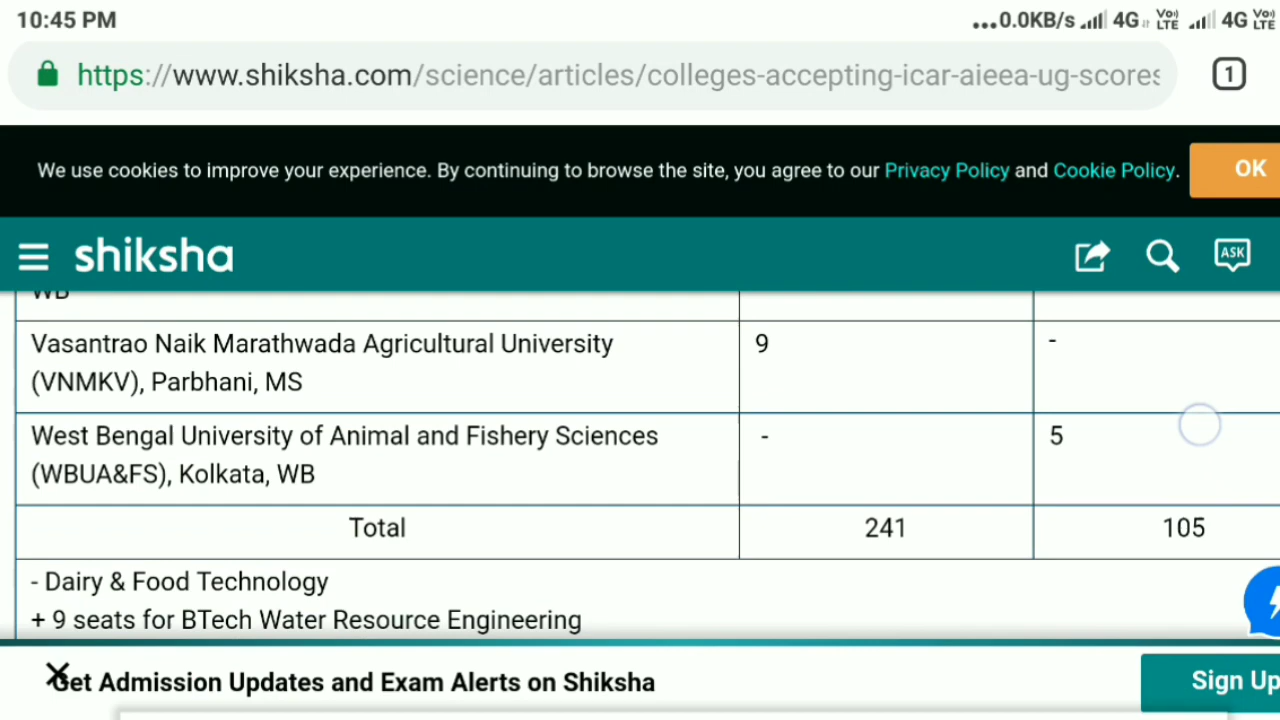 10:45 PM
...0.0KB/s 4G Vo) LTE 4G Vo) LTE
https://www.shiksha.com/science/articles/colleges-accepting-icar-aieea-ug-scores
1
We use cookies to improve your experience. By continuing to browse the site, you agree to our Privacy Policy and Cookie Policy.
OK
shiksha
ASK
WB
Vasantrao Naik Marathwada Agricultural University
(VNMKV), Parbhani, MS
9
-
West Bengal University of Animal and Fishery Sciences
(WBUA&FS), Kolkata, WB
-
5
Total
241
105
- Dairy & Food Technology
+ 9 seats for BTech Water Resource Engineering
Get Admission Updates and Exam Alerts on Shiksha
Sign Up